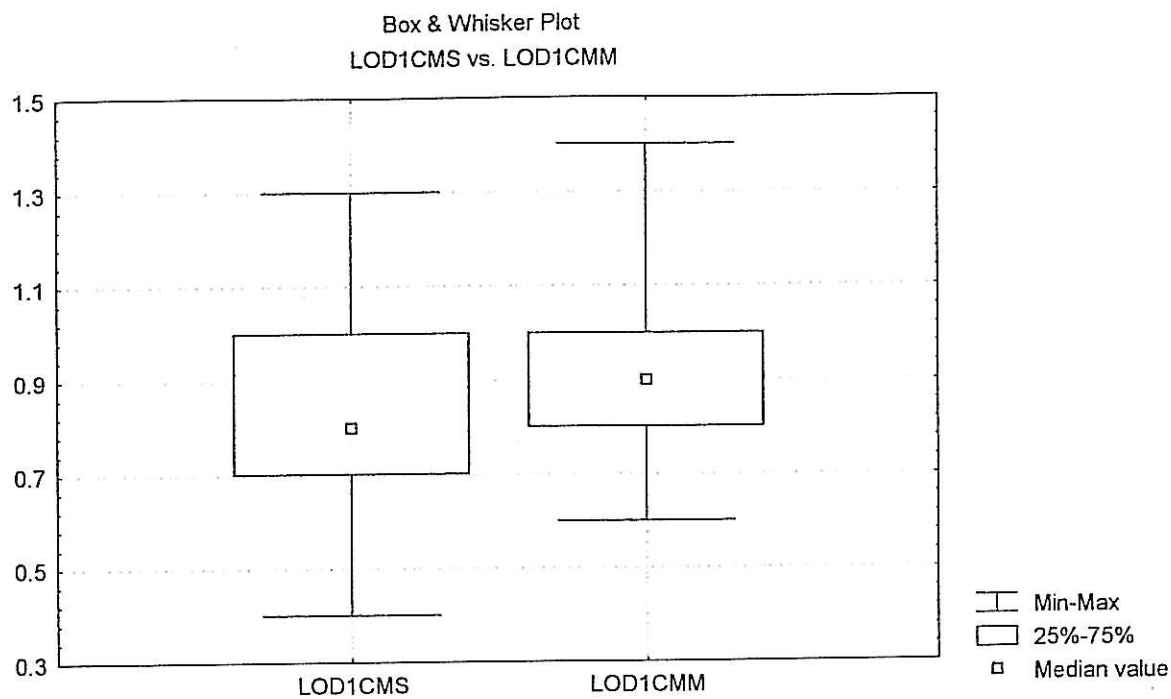 Box & Whisker Plot
LOD1CMS vs. LOD1CMM
1.5
1.3
1.1
0.9
0.7
0.5
0.3
LOD1CMS
LOD1CMM
Min-Max
25%-75%
Median value